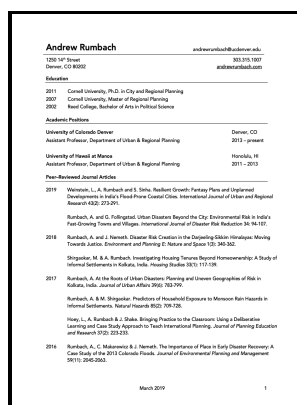 Andrew Rumbach
andrewrumbach@ucdenver.edu
1250 14th Street
303.315.1007
Denver, CO 80202
andrewrumbach.com
Education
2011 Cornell University, Ph.D. in City and Regional Planning
2007 Cornell University, Master of Regional Planning
2002 Reed College, Bachelor of Arts in Political Science
Academic Positions
University of Colorado Denver Denver, CO
Assistant Professor, Department of Urban & Regional Planning 2013 – present
University of Hawaii at Manoa Honolulu, HI
Assistant Professor, Department of Urban & Regional Planning 2011 – 2013
Peer-Reviewed Journal Articles
2019 Weinstein, L., A. Rumbach and S. Sinha. Resilient Growth: Fantasy Plans and Unplanned
Developments in India's Flood-Prone Coastal Cities. International Journal of Urban and Regional
Research 43(2): 273-291.
Rumbach, A. and G. Follingstad. Urban Disasters Beyond the City: Environmental Risk in India's
Fast-Growing Towns and Villages. International Journal of Disaster Risk Reduction 34: 94-107.
2018 Rumbach, A. and J. Nemeth. Disaster Risk Creation in the Darjeeling-Sikkim Himalayas: Moving
Towards Justice. Environment and Planning E: Nature and Space 1(3): 340-362.
Shirgaokar, M. & A. Rumbach. Investigating Housing Tenures Beyond Homeownership: A Study of
Informal Settlements in Kolkata, India. Housing Studies 33(1): 117-139.
2017 Rumbach, A. At the Roots of Urban Disasters: Planning and Uneven Geographies of Risk in
Kolkata, India. Journal of Urban Affairs 39(6): 783-799.
Rumbach, A. & M. Shirgaokar. Predictors of Household Exposure to Monsoon Rain Hazards in
Informal Settlements. Natural Hazards 85(2): 709-728.
Hoey, L., A. Rumbach & J. Shake. Bringing Practice to the Classroom: Using a Deliberative
Learning and Case Study Approach to Teach International Planning. Journal of Planning Education
and Research 37(2): 223-233.
2016 Rumbach, A., C. Makarewicz & J. Nemeth. The Importance of Place in Early Disaster Recovery: A
Case Study of the 2013 Colorado Floods. Journal of Environmental Planning and Management
59(11): 2045-2063.
March 2019 1